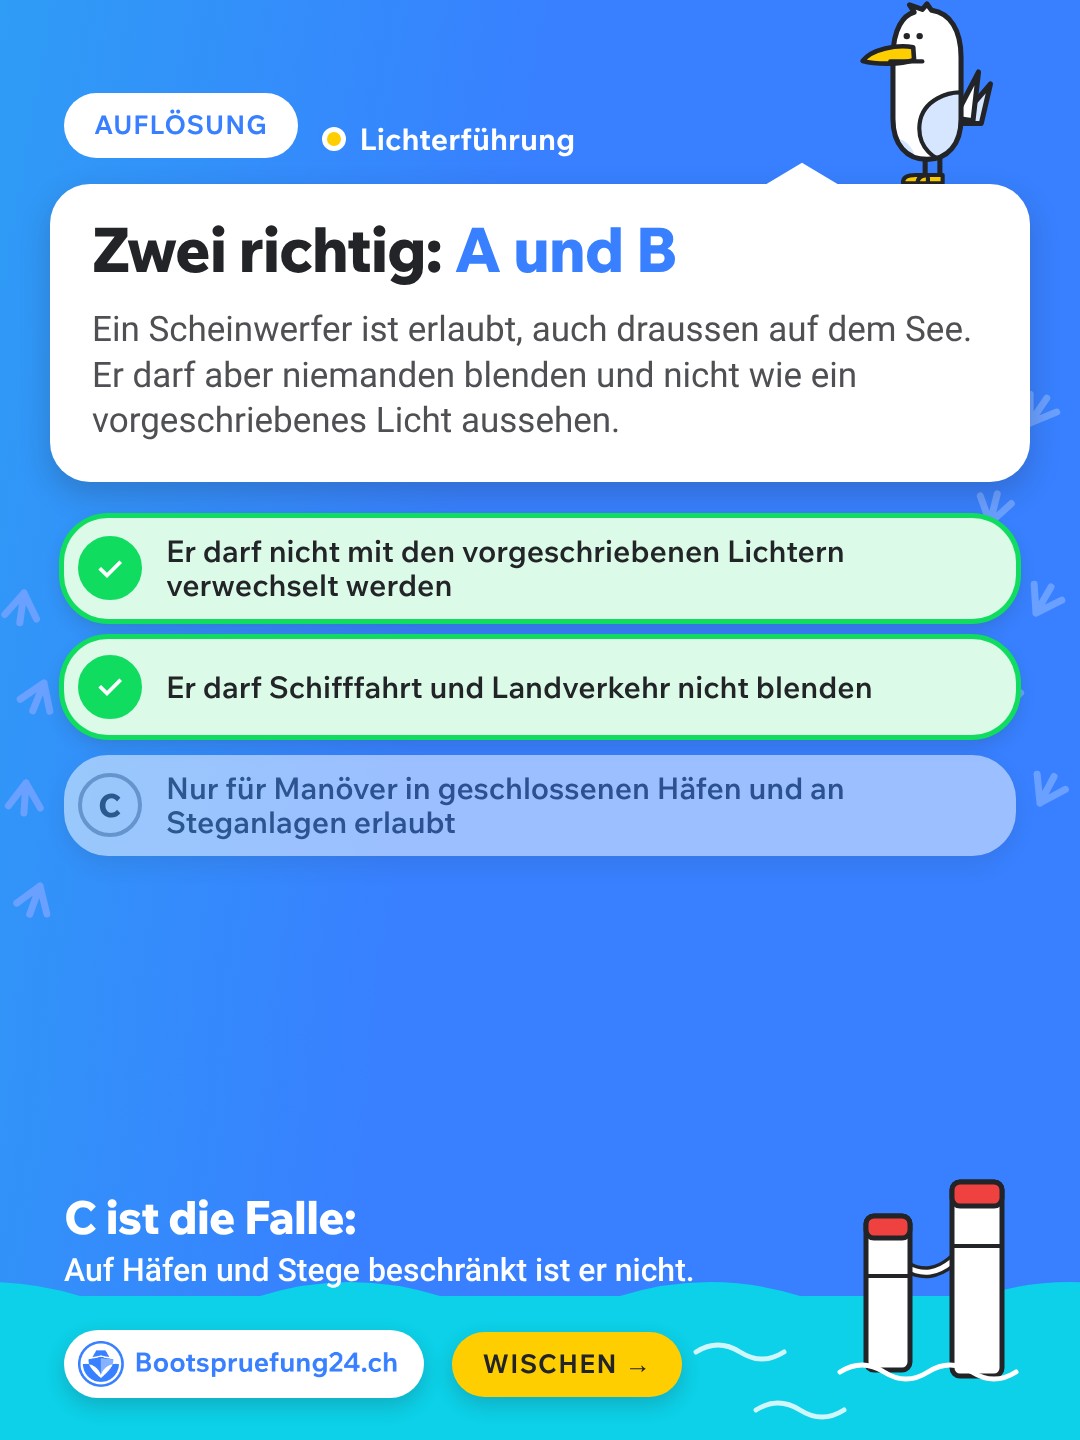 AUFLÖSUNG
Lichterführung
Zwei richtig: A und B
Ein Scheinwerfer ist erlaubt, auch draussen auf dem See.
Er darf aber niemanden blenden und nicht wie ein
vorgeschriebenes Licht aussehen.
Er darf nicht mit den vorgeschriebenen Lichtern
verwechselt werden
Er darf Schifffahrt und Landverkehr nicht blenden
C
Nur für Manöver in geschlossenen Häfen und an
Steganlagen erlaubt
C ist die Falle:
Auf Häfen und Stege beschränkt ist er nicht.
Bootspruefung24.ch
WISCHEN →